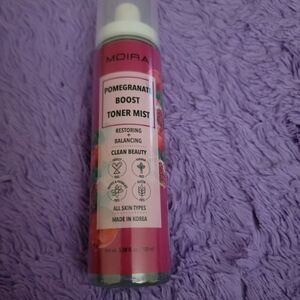 MOIRA
POMEGRANATE
BOOST
TONER MIST
RESTORING
+
BALANCING
CLEAN BEAUTY
ALL SKIN TYPES
MADE IN KOREA